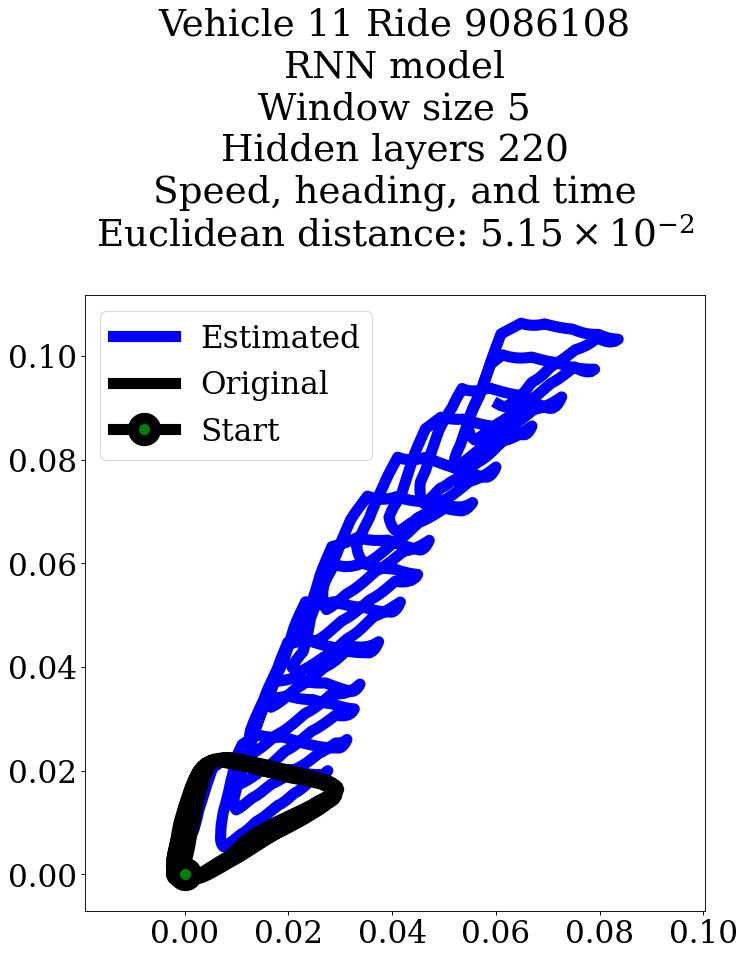 Vehicle 11 Ride 9086108
RNN model
Window size 5
Hidden layers 220
Speed, heading, and time
Euclidean distance: 5.15 × 10⁻²
Estimated
Original
Start
0.10
0.08
0.06
0.04
0.02
0.00
0.00 0.02 0.04 0.06 0.08 0.10